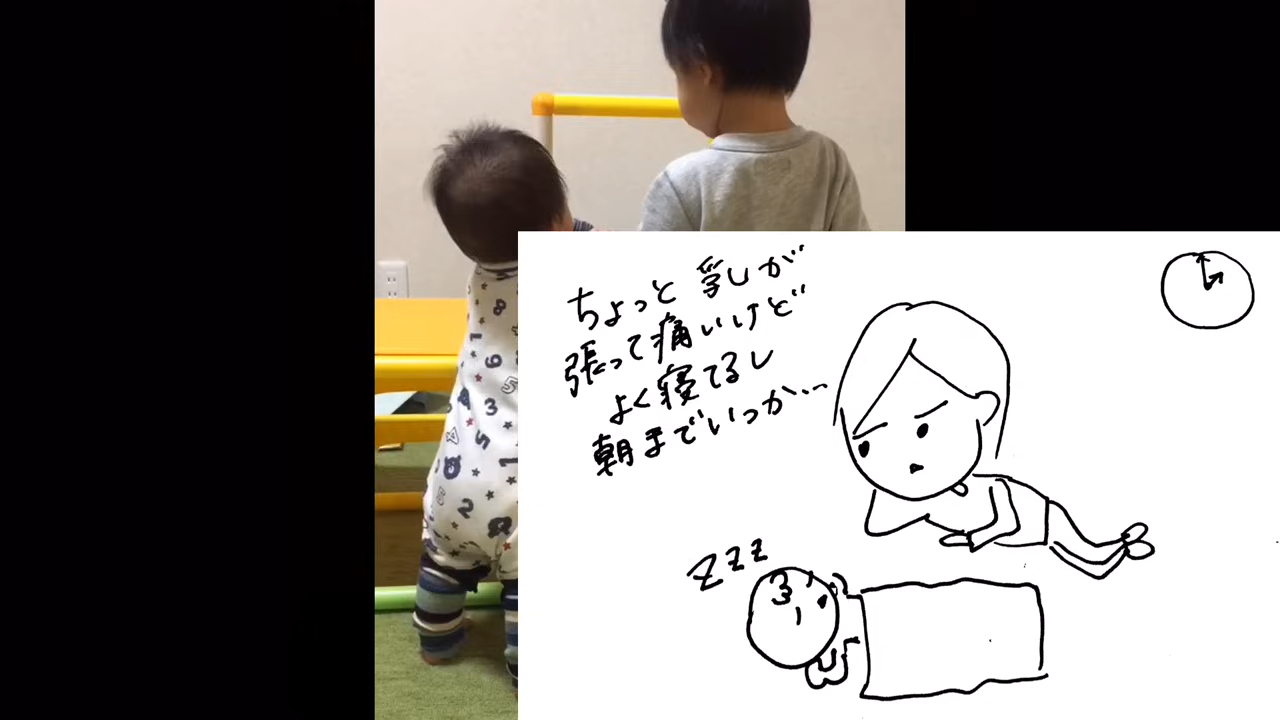 ちょっと 乳が
張って痛いけど
よく寝てるし
朝までいっか...
zzz